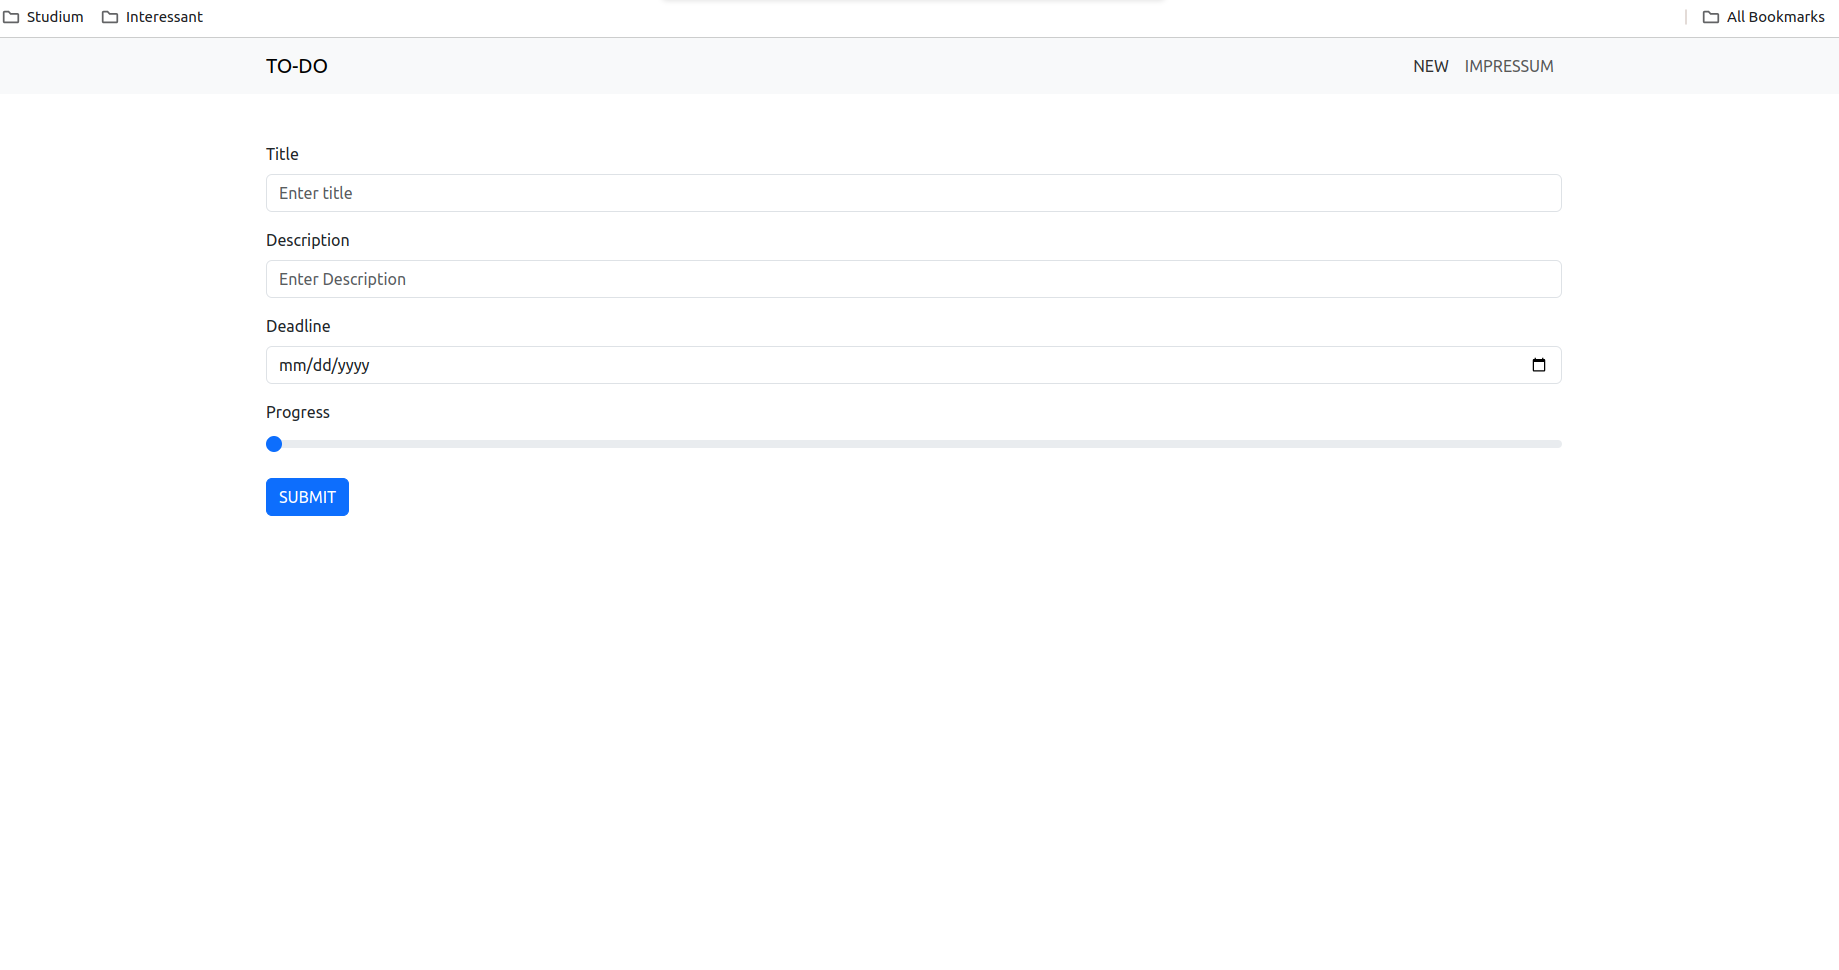 Studium Interessant All Bookmarks
TO-DO NEW IMPRESSUM
Title
Enter title
Description
Enter Description
Deadline
mm/dd/yyyy
Progress
SUBMIT